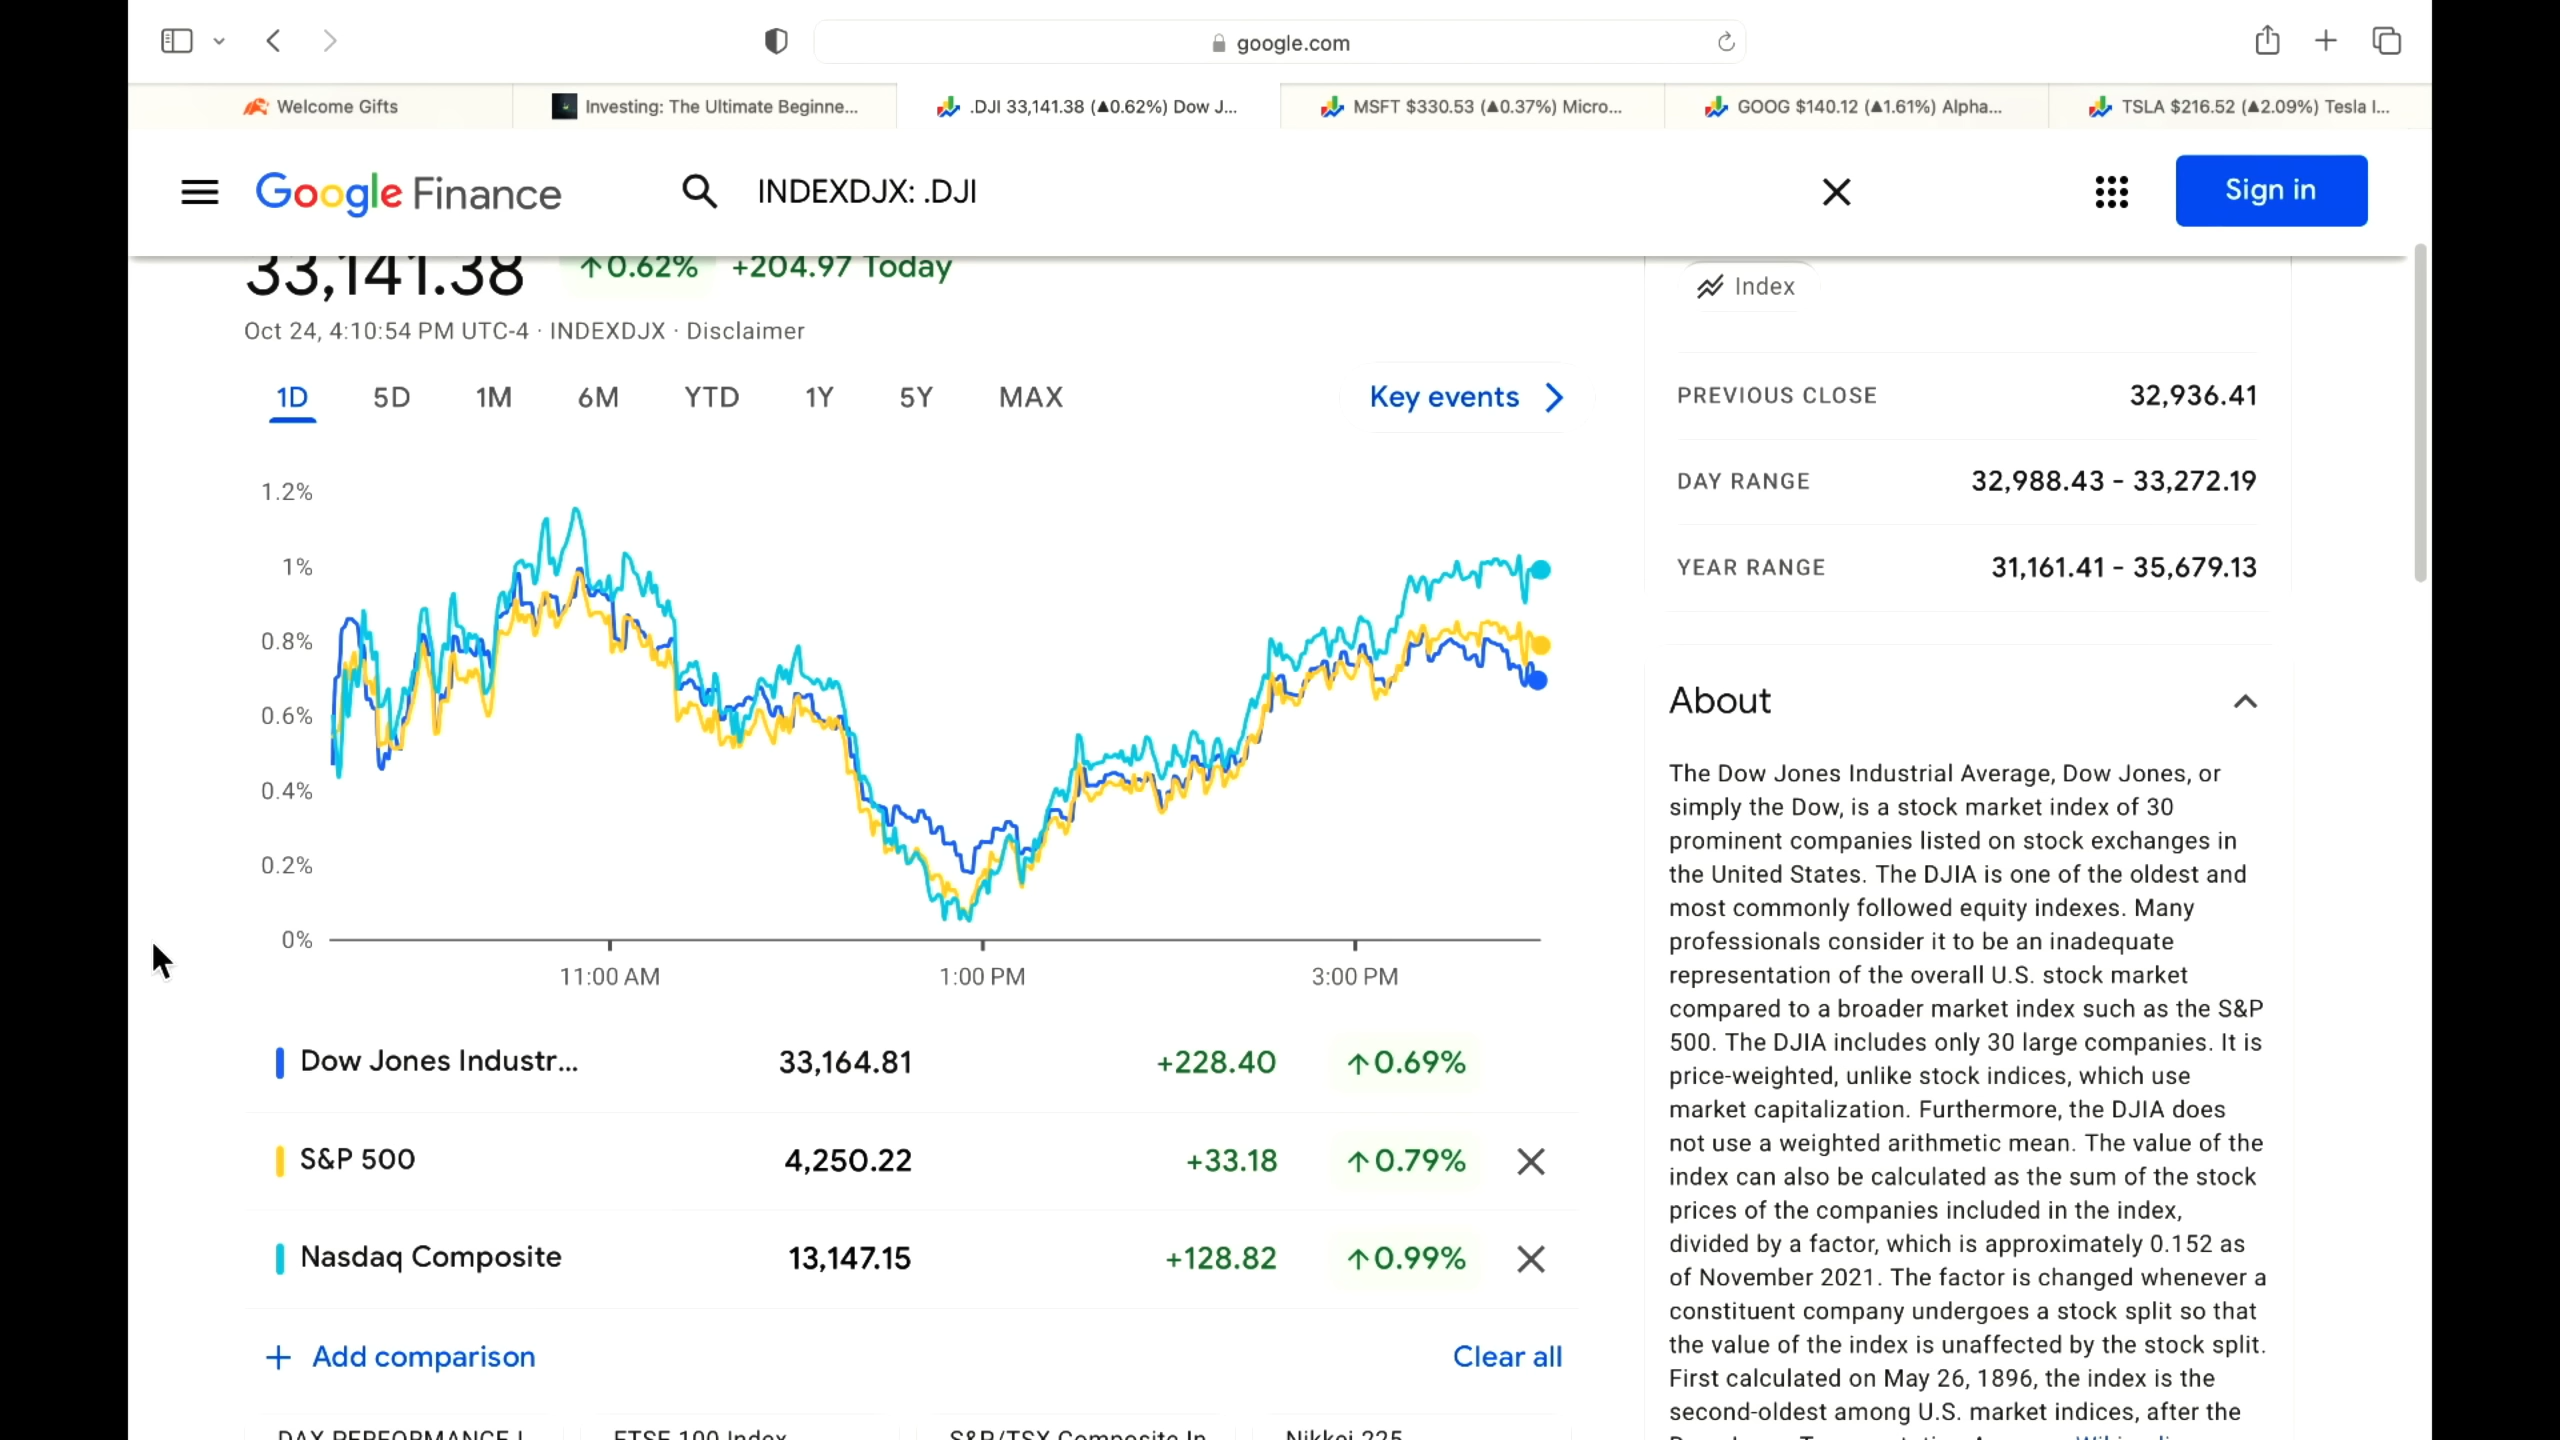 google.com
Welcome Gifts
Investing: The Ultimate Beginne...
.DJI 33,141.38 (▲0.62%) Dow J...
MSFT $330.53 (▲0.37%) Micro...
GOOG $140.12 (▲1.61%) Alpha...
TSLA $216.52 (▲2.09%) Tesla I...
Google Finance
INDEXDJX: .DJI
Sign in
33,141.38 ↑0.62% +204.97 Today
Oct 24, 4:10:54 PM UTC-4 · INDEXDJX · Disclaimer
1D 5D 1M 6M YTD 1Y 5Y MAX
Key events
1.2%
1%
0.8%
0.6%
0.4%
0.2%
0%
11:00 AM 1:00 PM 3:00 PM
Dow Jones Industr... 33,164.81 +228.40 ↑0.69%
S&P 500 4,250.22 +33.18 ↑0.79%
Nasdaq Composite 13,147.15 +128.82 ↑0.99%
+ Add comparison
Clear all
FTSE 100 Index
S&P/TSX Composite In
Nikkei 225
Index
PREVIOUS CLOSE 32,936.41
DAY RANGE 32,988.43 - 33,272.19
YEAR RANGE 31,161.41 - 35,679.13
About
The Dow Jones Industrial Average, Dow Jones, or
simply the Dow, is a stock market index of 30
prominent companies listed on stock exchanges in
the United States. The DJIA is one of the oldest and
most commonly followed equity indexes. Many
professionals consider it to be an inadequate
representation of the overall U.S. stock market
compared to a broader market index such as the S&P
500. The DJIA includes only 30 large companies. It is
price-weighted, unlike stock indices, which use
market capitalization. Furthermore, the DJIA does
not use a weighted arithmetic mean. The value of the
index can also be calculated as the sum of the stock
prices of the companies included in the index,
divided by a factor, which is approximately 0.152 as
of November 2021. The factor is changed whenever a
constituent company undergoes a stock split so that
the value of the index is unaffected by the stock split.
First calculated on May 26, 1896, the index is the
second-oldest among U.S. market indices, after the